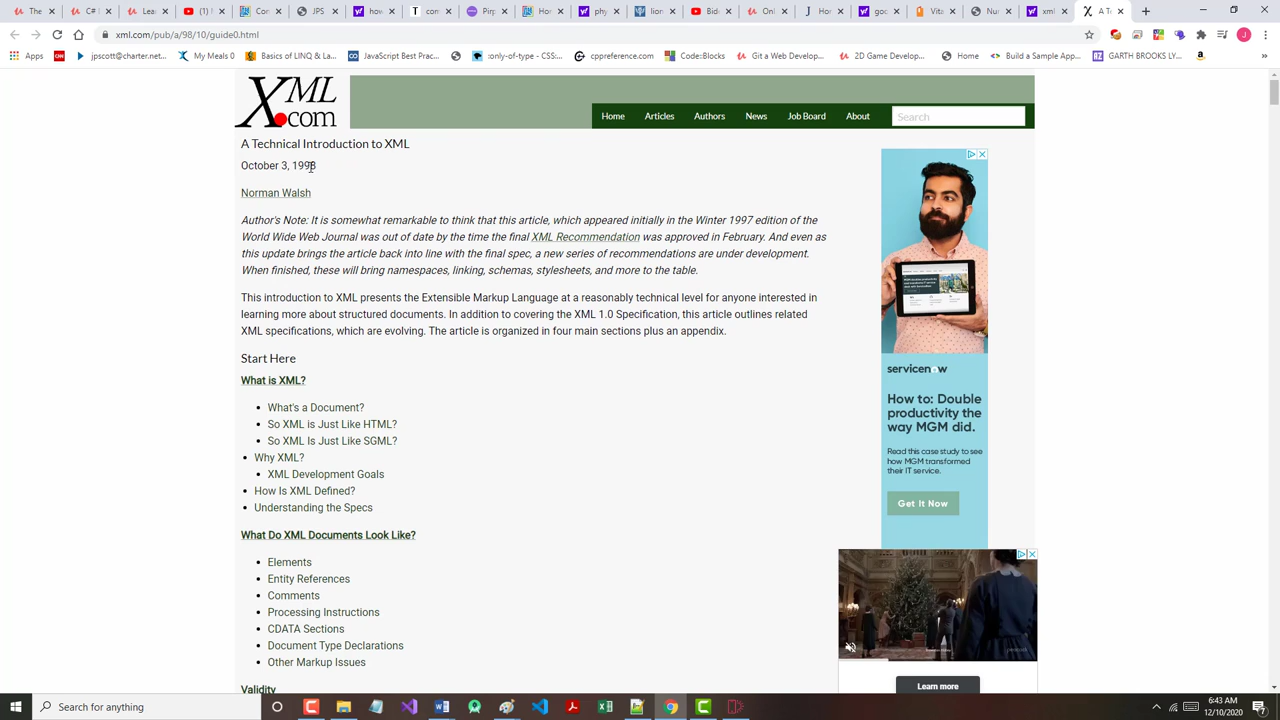 C#
C#
Lea
con
xml.com/pub/a/98/10/guide0.html
Apps
jpscott@charter.net...
My Meals 0
Basics of LINQ & La...
JavaScript Best Prac...
:only-of-type - CSS:...
cppreference.com
Code::Blocks
Git a Web Develop...
2D Game Developm...
Home
Build a Sample App...
GARTH BROOKS LY...
XML.com
Home
Articles
Authors
News
Job Board
About
Search
A Technical Introduction to XML
October 3, 1998
Norman Walsh
Author's Note: It is somewhat remarkable to think that this article, which appeared initially in the Winter 1997 edition of the
World Wide Web Journal was out of date by the time the final XML Recommendation was approved in February. And even as
this update brings the article back into line with the final spec, a new series of recommendations are under development.
When finished, these will bring namespaces, linking, schemas, stylesheets, and more to the table.
This introduction to XML presents the Extensible Markup Language at a reasonably technical level for anyone interested in
learning more about structured documents. In addition to covering the XML 1.0 Specification, this article outlines related
XML specifications, which are evolving. The article is organized in four main sections plus an appendix.
Start Here
What is XML?
What's a Document?
So XML is Just Like HTML?
So XML Is Just Like SGML?
Why XML?
XML Development Goals
How Is XML Defined?
Understanding the Specs
What Do XML Documents Look Like?
Elements
Entity References
Comments
Processing Instructions
CDATA Sections
Document Type Declarations
Other Markup Issues
Validity
servicenow
How to: Double
productivity the
way MGM did.
Read this case study to see
how MGM transformed
their IT service.
Get It Now
Learn more
Search for anything
6:43 AM
12/10/2020